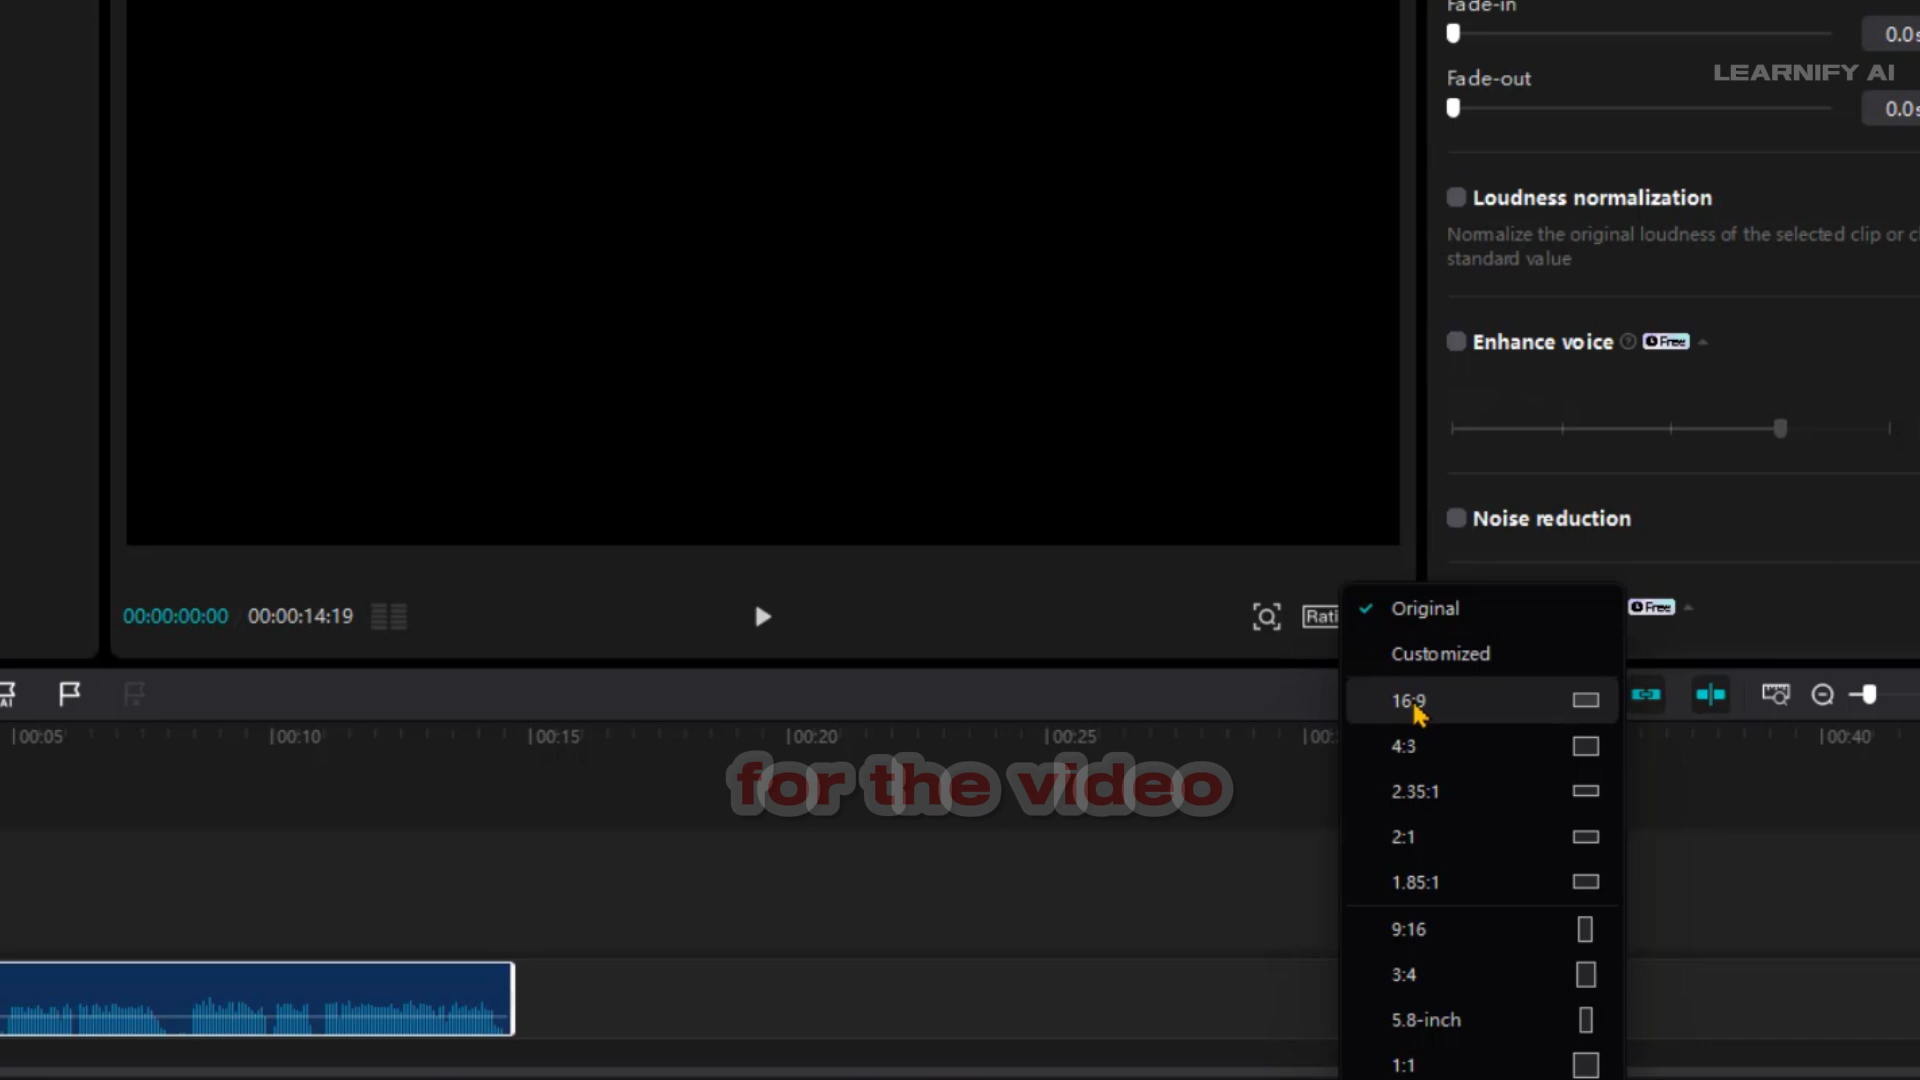 Fade-in
0.0s
LEARNIFY AI
Fade-out
0.0s
Loudness normalization
Normalize the original loudness of the selected clip or cl
standard value
Enhance voice
Free
Noise reduction
00:00:00:00
00:00:14:19
Rati
Original
Free
Customized
AI
16:9
00:05
00:10
00:15
00:20
00:25
00:40
4:3
for the video
2.35:1
2:1
1.85:1
9:16
3:4
5.8-inch
1:1